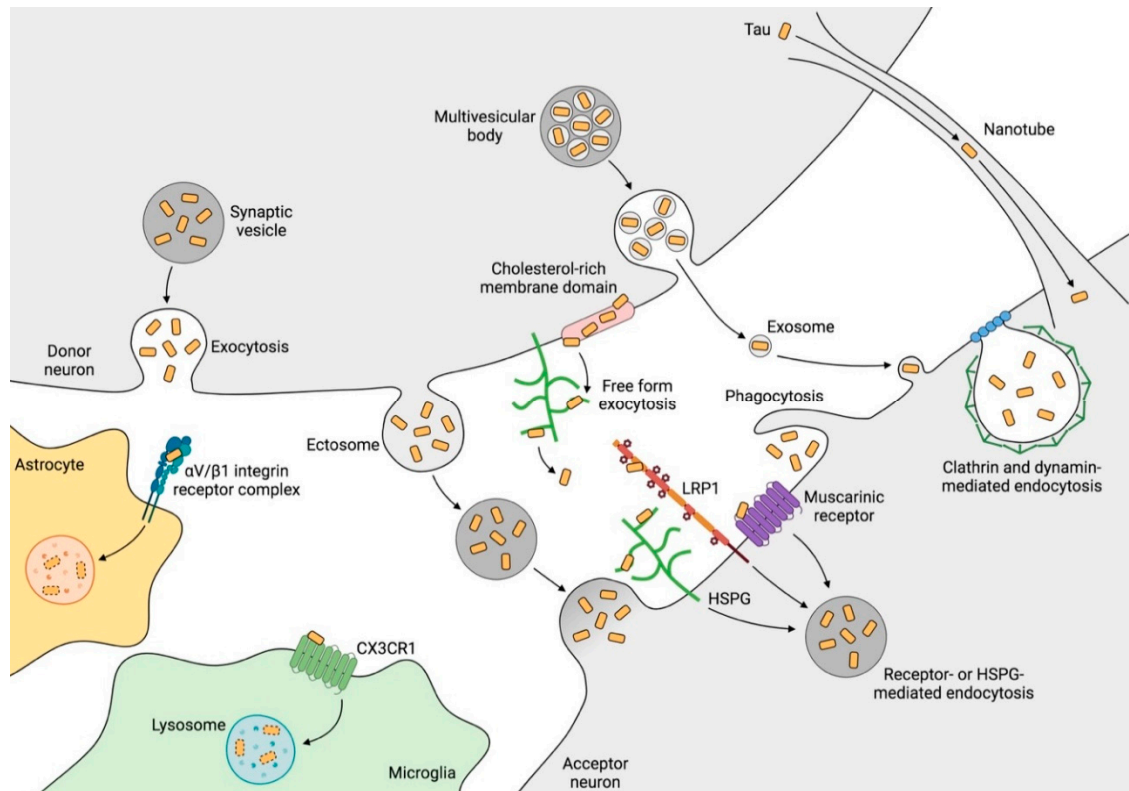 Tau
Multivesicular
body
Nanotube
Synaptic
vesicle
Cholesterol-rich
membrane domain
Exosome
Donor
neuron
Exocytosis
Free form
exocytosis
Phagocytosis
Ectosome
Astrocyte
αV/β1 integrin
receptor complex
Clathrin and dynamin-
mediated endocytosis
LRP1
Muscarinic
receptor
HSPG
CX3CR1
Receptor- or HSPG-
mediated endocytosis
Lysosome
Microglia
Acceptor
neuron